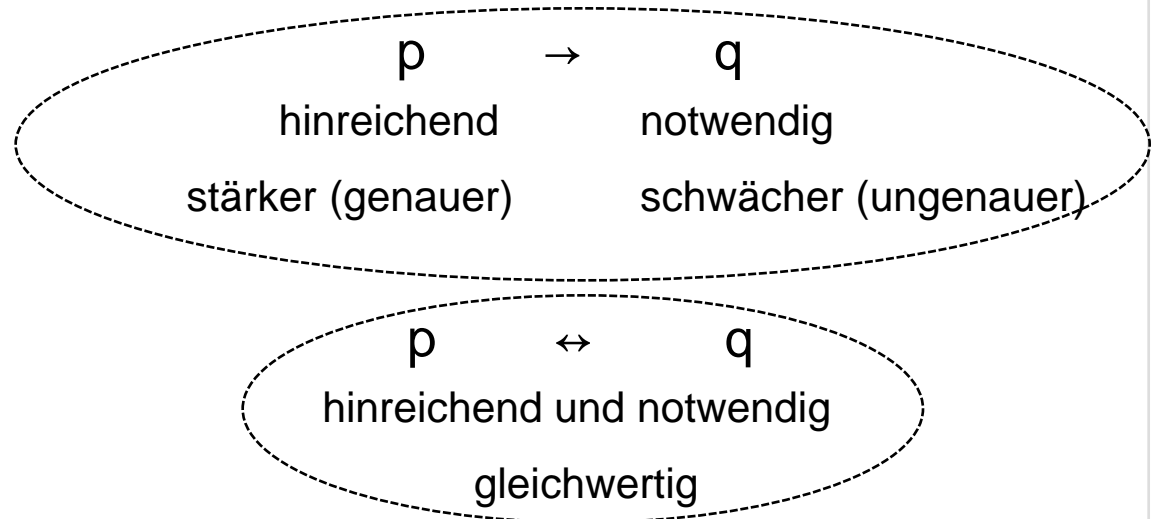 p → q
hinreichend notwendig
stärker (genauer) schwächer (ungenauer)
p ↔ q
hinreichend und notwendig
gleichwertig